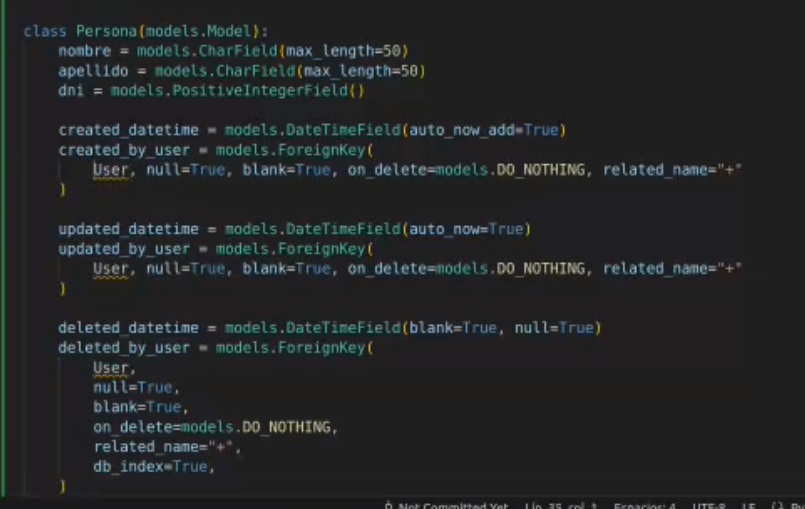 class Persona(models.Model):
    nombre = models.CharField(max_length=50)
    apellido = models.CharField(max_length=50)
    dni = models.PositiveIntegerField()
    created_datetime = models.DateTimeField(auto_now_add=True)
    created_by_user = models.ForeignKey(
        User, null=True, blank=True, on_delete=models.DO_NOTHING, related_name="+"
    )
    updated_datetime = models.DateTimeField(auto_now=True)
    updated_by_user = models.ForeignKey(
        User, null=True, blank=True, on_delete=models.DO_NOTHING, related_name="+"
    )
    deleted_datetime = models.DateTimeField(blank=True, null=True)
    deleted_by_user = models.ForeignKey(
        User,
        null=True,
        blank=True,
        on_delete=models.DO_NOTHING,
        related_name="+",
        db_index=True,
    )
Not Committed Yet Lín. 35, col. 1 Espacios: 4 UTF-8 LF {}